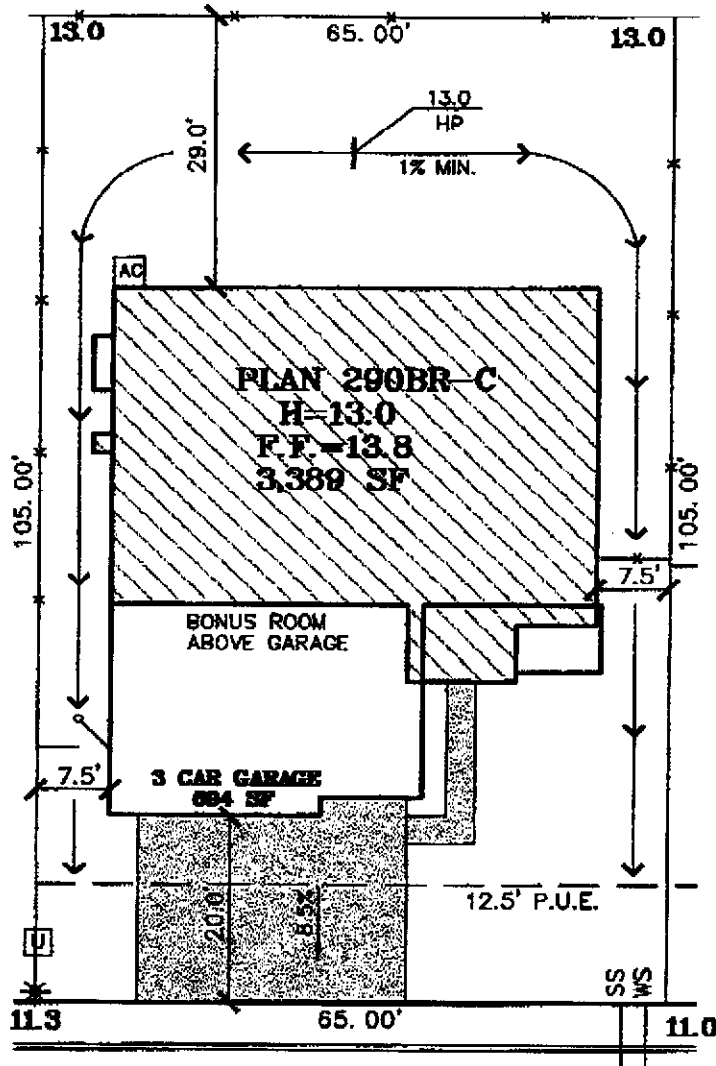 13.0
65.00'
13.0
13.0
HP
29.0'
1% MIN.
AC
PLAN 290BR-C
H=13.0
F.F.=13.8
3,389 SF
105.00'
105.00'
7.5'
BONUS ROOM
ABOVE GARAGE
7.5'
3 CAR GARAGE
694 SF
20.0'
8.5%
12.5' P.U.E.
U
SS
WS
11.3
65.00'
11.0